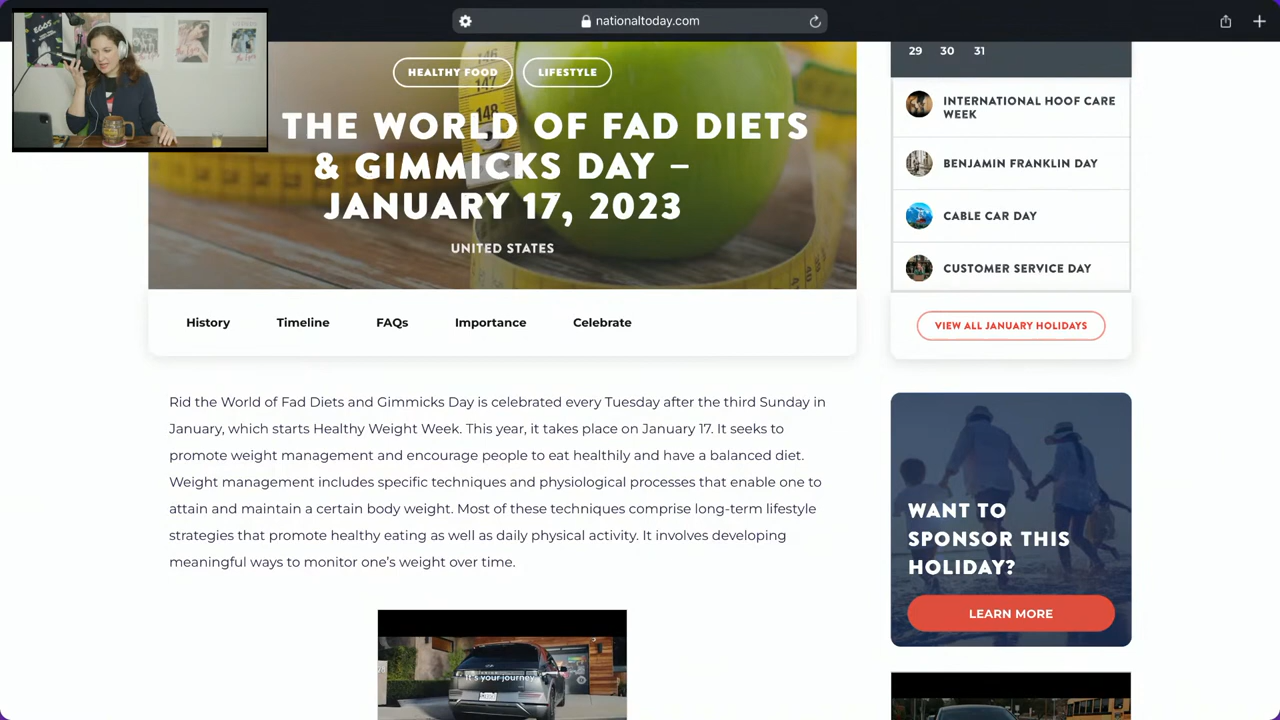 nationaltoday.com
HEALTHY FOOD
LIFESTYLE
THE WORLD OF FAD DIETS
& GIMMICKS DAY –
JANUARY 17, 2023
UNITED STATES
History
Timeline
FAQs
Importance
Celebrate
Rid the World of Fad Diets and Gimmicks Day is celebrated every Tuesday after the third Sunday in
January, which starts Healthy Weight Week. This year, it takes place on January 17. It seeks to
promote weight management and encourage people to eat healthily and have a balanced diet.
Weight management includes specific techniques and physiological processes that enable one to
attain and maintain a certain body weight. Most of these techniques comprise long-term lifestyle
strategies that promote healthy eating as well as daily physical activity. It involves developing
meaningful ways to monitor one's weight over time.
It's your journey
29 30 31
INTERNATIONAL HOOF CARE
WEEK
BENJAMIN FRANKLIN DAY
CABLE CAR DAY
CUSTOMER SERVICE DAY
VIEW ALL JANUARY HOLIDAYS
WANT TO
SPONSOR THIS
HOLIDAY?
LEARN MORE